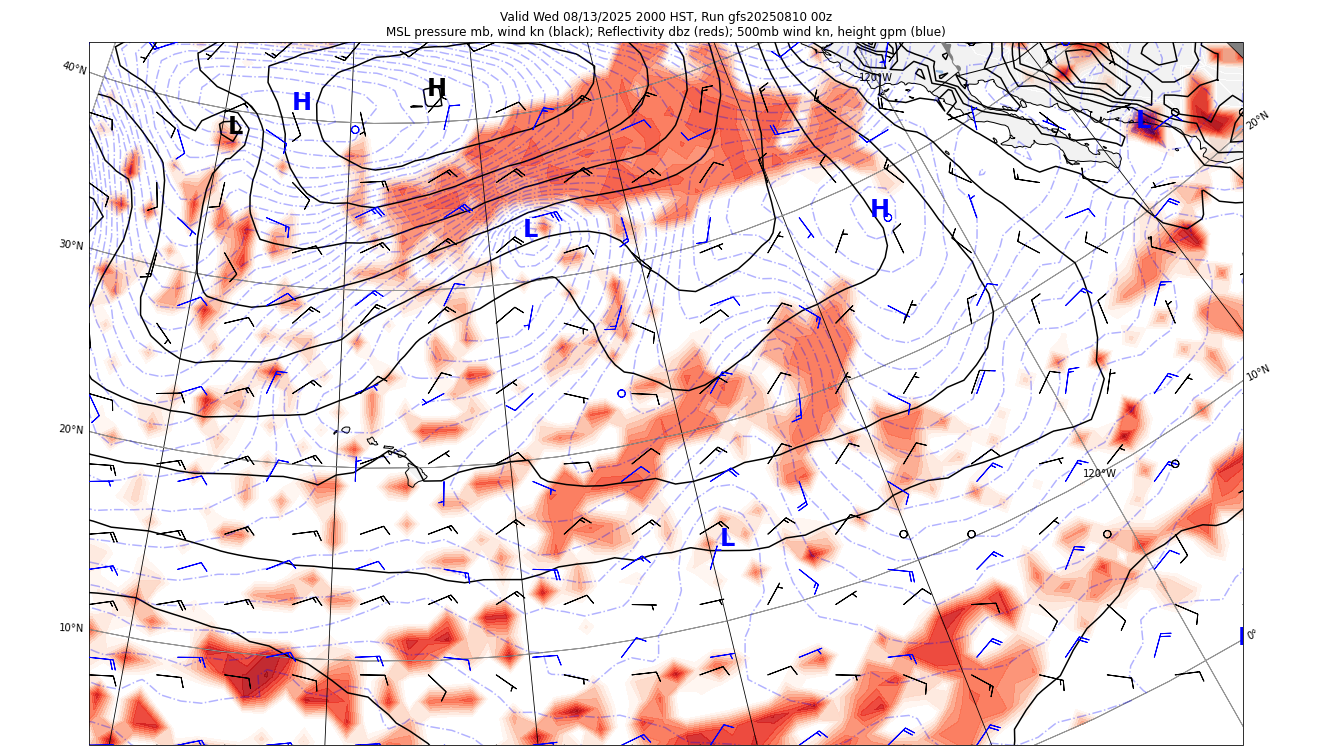 Valid Wed 08/13/2025 2000 HST, Run gfs20250810 00z
MSL pressure mb, wind kn (black); Reflectivity dbz (reds); 500mb wind kn, height gpm (blue)
40°N
120°W
H
H
L
L
20°N
H
L
30°N
10°N
20°N
120°W
L
10°N
0°